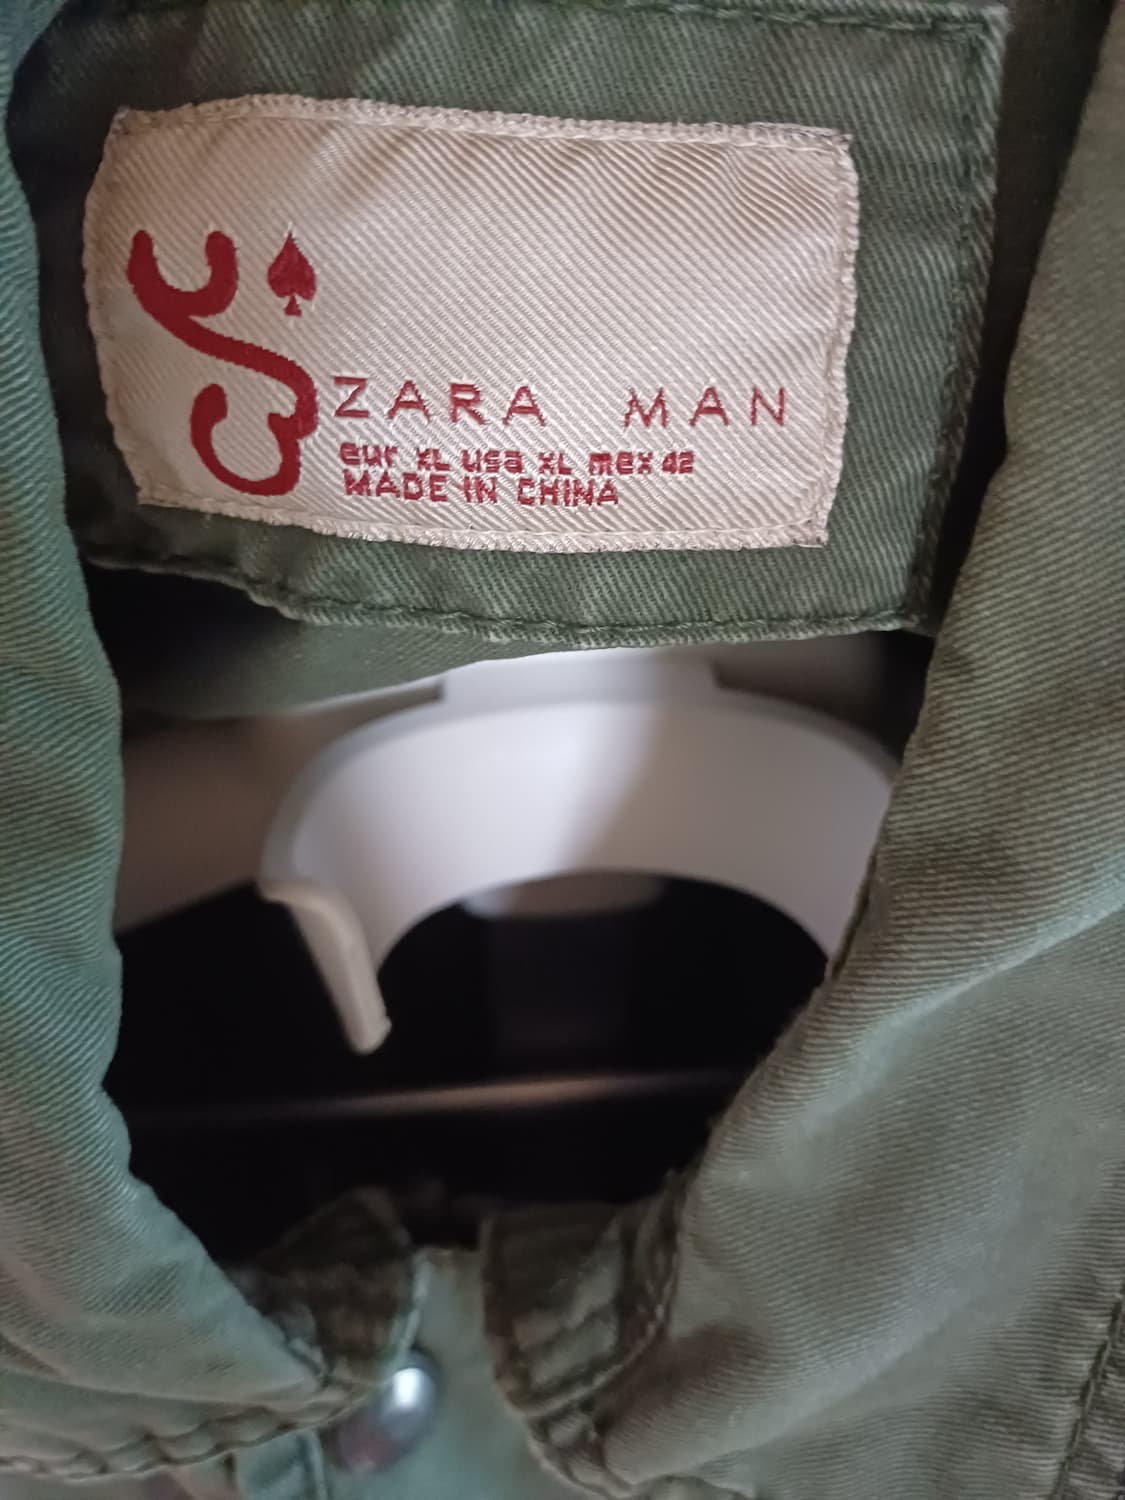 ZARA MAN
eur XL usa XL mex 42
MADE IN CHINA